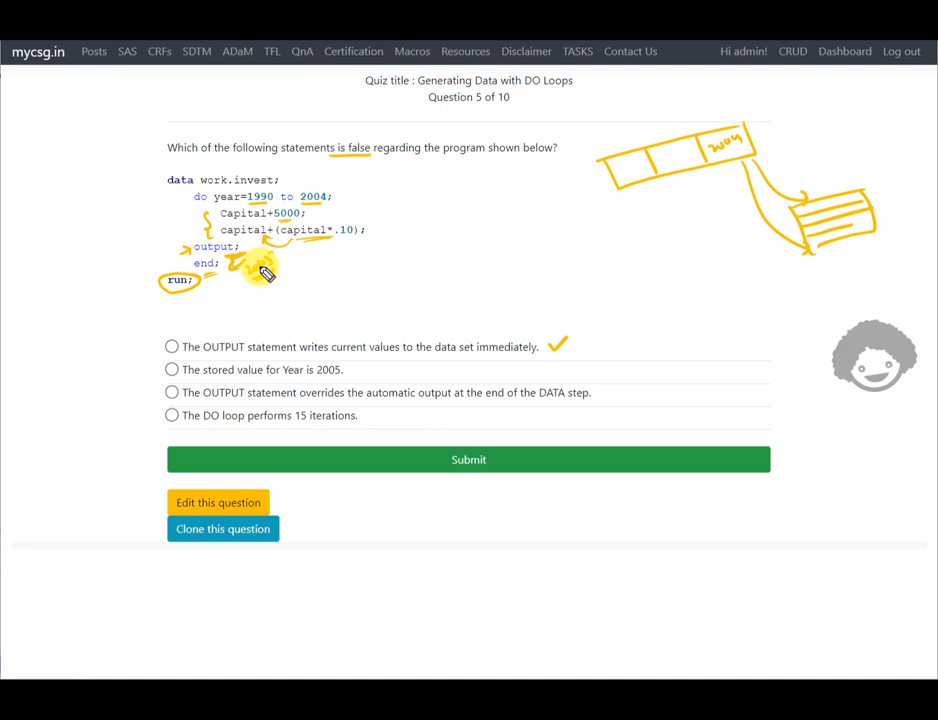 mycsg.in Posts SAS CRFs SDTM ADaM TFL QnA Certification Macros Resources Disclaimer TASKS Contact Us Hi admin! CRUD Dashboard Log out
Quiz title : Generating Data with DO Loops
Question 5 of 10
Which of the following statements is false regarding the program shown below?
data work.invest;
do year=1990 to 2004;
Capital+5000;
capital+(capital*.10);
output;
end;
run;
2004
The OUTPUT statement writes current values to the data set immediately.
The stored value for Year is 2005.
The OUTPUT statement overrides the automatic output at the end of the DATA step.
The DO loop performs 15 iterations.
Submit
Edit this question
Clone this question